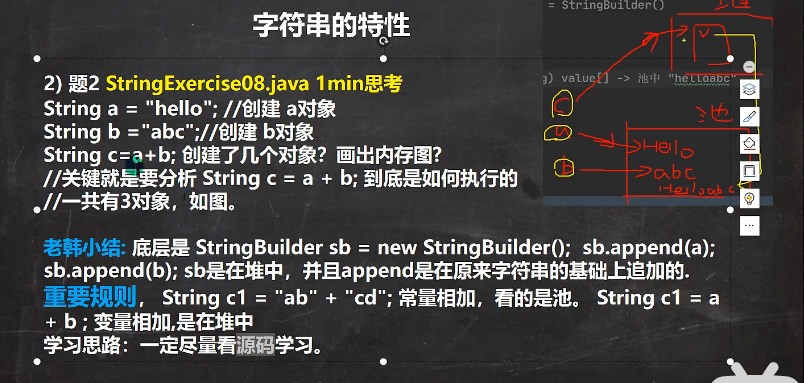 字符串的特性
= StringBuilder()
2) 题2 StringExercise08.java 1min思考
String a = "hello"; //创建 a对象
String b ="abc";//创建 b对象
String c=a+b; 创建了几个对象？画出内存图？
//关键就是要分析 String c = a + b; 到底是如何执行的
//一共有3对象，如图。
老韩小结: 底层是 StringBuilder sb = new StringBuilder(); sb.append(a);
sb.append(b); sb是在堆中，并且append是在原来字符串的基础上追加的.
重要规则， String c1 = "ab" + "cd"; 常量相加，看的是池。 String c1 = a
+ b ; 变量相加,是在堆中
学习思路：一定尽量看源码学习。
g) value[] -> 池中 "helloabc"
V
c
a
b
池
Hello
abc
Helloabc